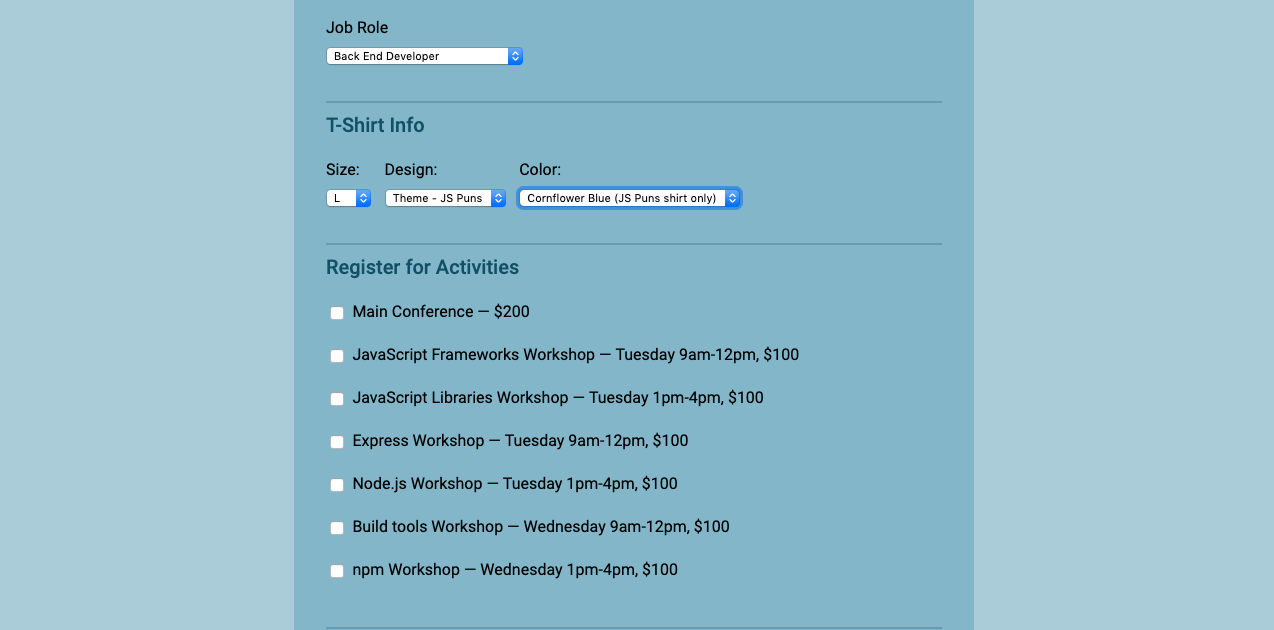 Job Role
Back End Developer
T-Shirt Info
Size: Design: Color:
L Theme - JS Puns Cornflower Blue (JS Puns shirt only)
Register for Activities
Main Conference — $200
JavaScript Frameworks Workshop — Tuesday 9am-12pm, $100
JavaScript Libraries Workshop — Tuesday 1pm-4pm, $100
Express Workshop — Tuesday 9am-12pm, $100
Node.js Workshop — Tuesday 1pm-4pm, $100
Build tools Workshop — Wednesday 9am-12pm, $100
npm Workshop — Wednesday 1pm-4pm, $100